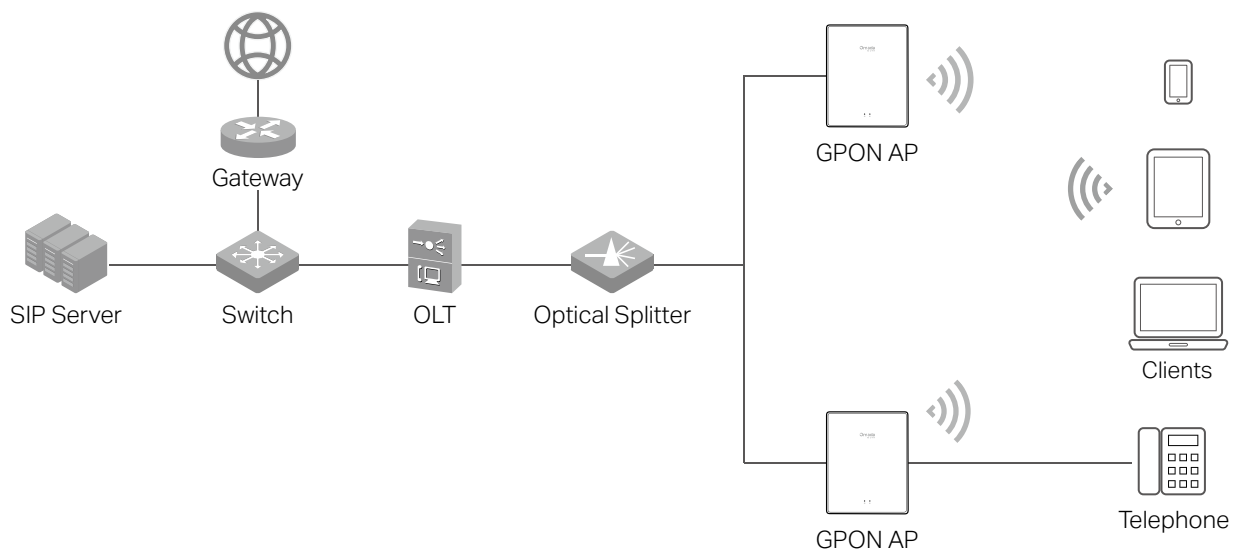 GPON AP
Gateway
SIP Server
Switch
OLT
Optical Splitter
Clients
Telephone
GPON AP